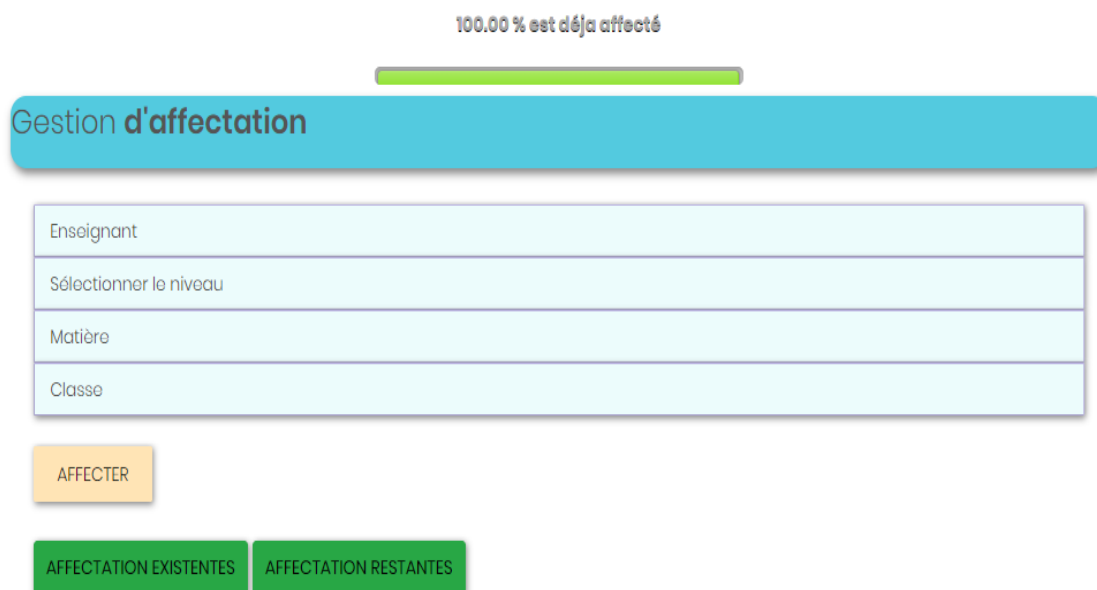 100.00 % est déja affecté
Gestion d'affectation
Enseignant
Sélectionner le niveau
Matière
Classe
AFFECTER
AFFECTATION EXISTENTES AFFECTATION RESTANTES